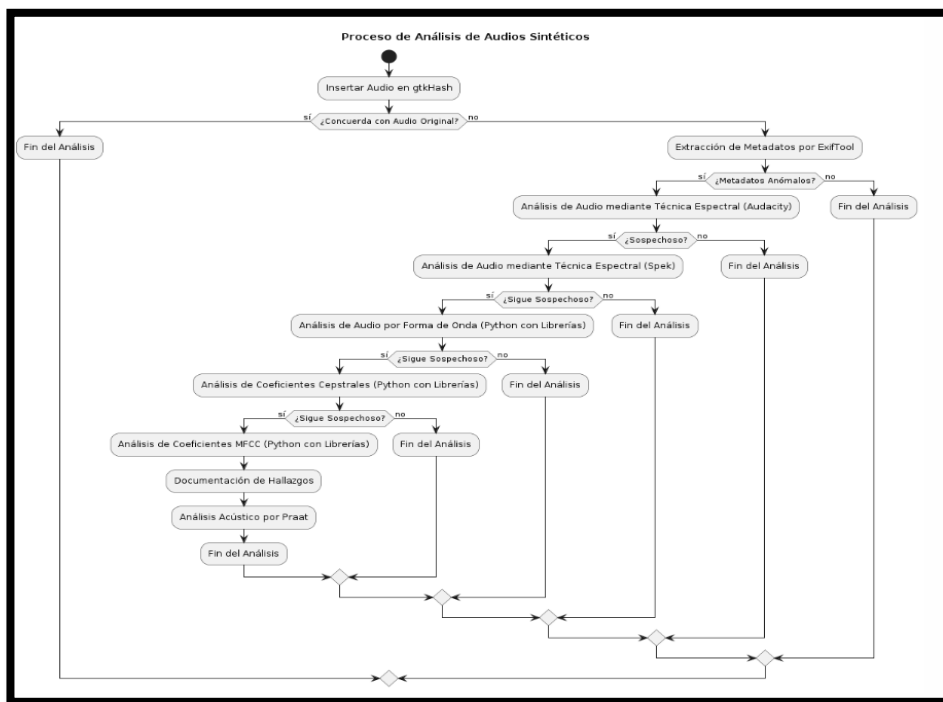 Proceso de Análisis de Audios Sintéticos
Insertar Audio en gtkHash
sí ¿Concuerda con Audio Original? no
Fin del Análisis
Extracción de Metadatos por ExifTool
sí ¿Metadatos Anómalos? no
Análisis de Audio mediante Técnica Espectral (Audacity)
Fin del Análisis
sí ¿Sospechoso? no
Análisis de Audio mediante Técnica Espectral (Spek)
Fin del Análisis
sí ¿Sigue Sospechoso? no
Análisis de Audio por Forma de Onda (Python con Librerías)
Fin del Análisis
sí ¿Sigue Sospechoso? no
Análisis de Coeficientes Cepstrales (Python con Librerías)
Fin del Análisis
sí ¿Sigue Sospechoso? no
Análisis de Coeficientes MFCC (Python con Librerías)
Fin del Análisis
Documentación de Hallazgos
Análisis Acústico por Praat
Fin del Análisis